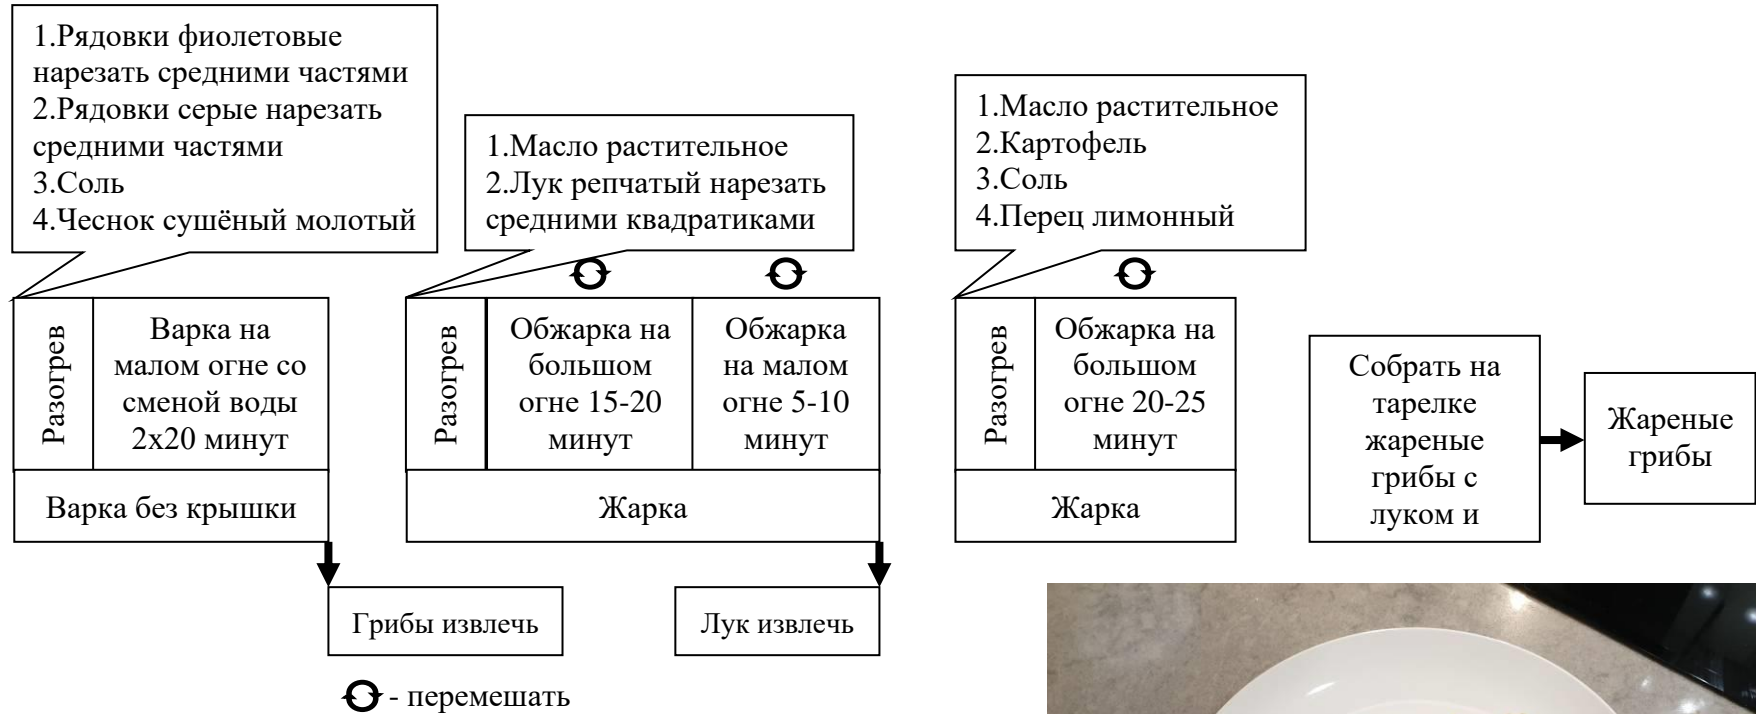 1.Рядовки фиолетовые
нарезать средними частями
2.Рядовки серые нарезать
средними частями
3.Соль
4.Чеснок сушёный молотый
1.Масло растительное
2.Лук репчатый нарезать
средними квадратиками
1.Масло растительное
2.Картофель
3.Соль
4.Перец лимонный
Разогрев
Варка на
малом огне со
сменой воды
2х20 минут
Варка без крышки
Разогрев
Обжарка на
большом
огне 15-20
минут
Обжарка
на малом
огне 5-10
минут
Жарка
Разогрев
Обжарка на
большом
огне 20-25
минут
Жарка
Собрать на
тарелке
жареные
грибы с
луком и
Жареные
грибы
Грибы извлечь
Лук извлечь
- перемешать